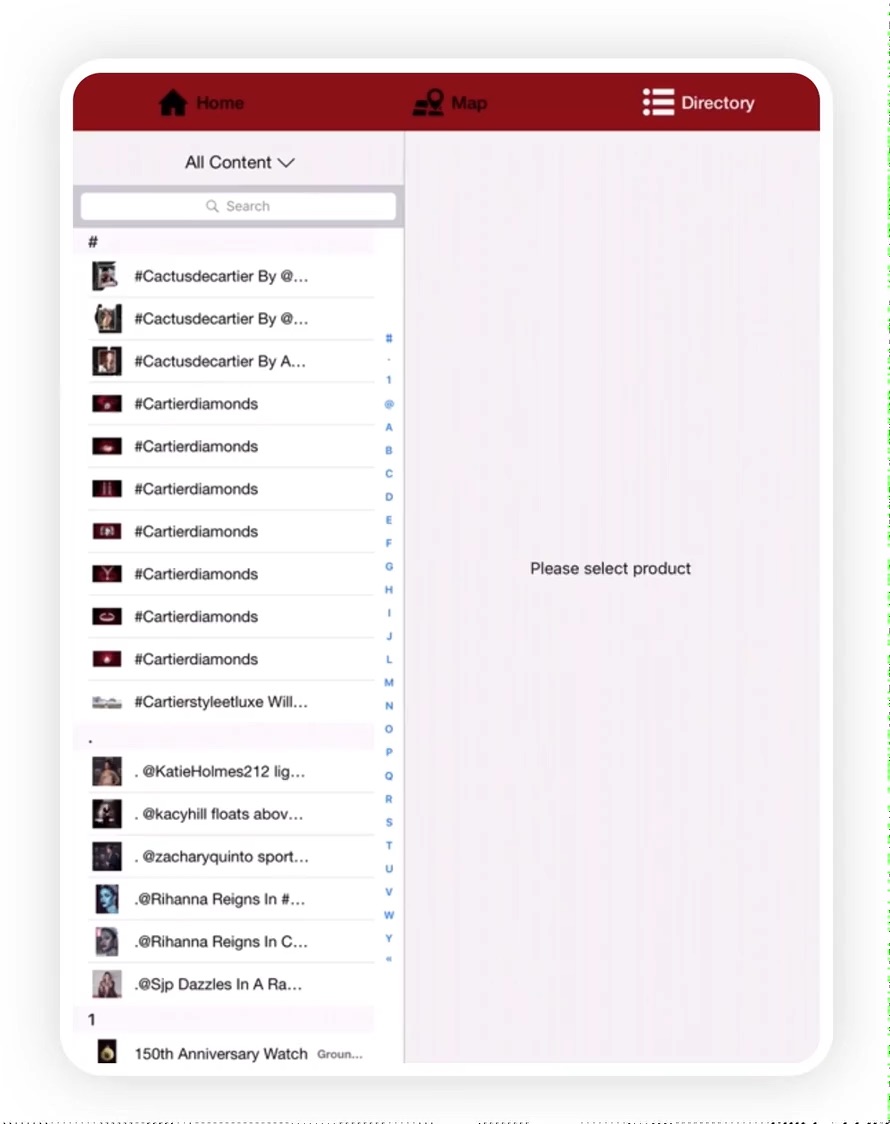 Home
Map
Directory
All Content
Search
#
#Cactusdecartier By @...
#Cactusdecartier By @...
#Cactusdecartier By A...
#Cartierdiamonds
#Cartierdiamonds
#Cartierdiamonds
#Cartierdiamonds
#Cartierdiamonds
#Cartierdiamonds
#Cartierdiamonds
#Cartierstyleetluxe Will...
.
. @KatieHolmes212 lig...
. @kacyhill floats abov...
. @zacharyquinto sport...
.@Rihanna Reigns In #...
.@Rihanna Reigns In C...
.@Sjp Dazzles In A Ra...
1
150th Anniversary Watch Groun...
#
.
1
@
A
B
C
D
E
F
G
H
I
J
L
M
N
O
P
Q
R
S
T
U
V
W
Y
«
Please select product